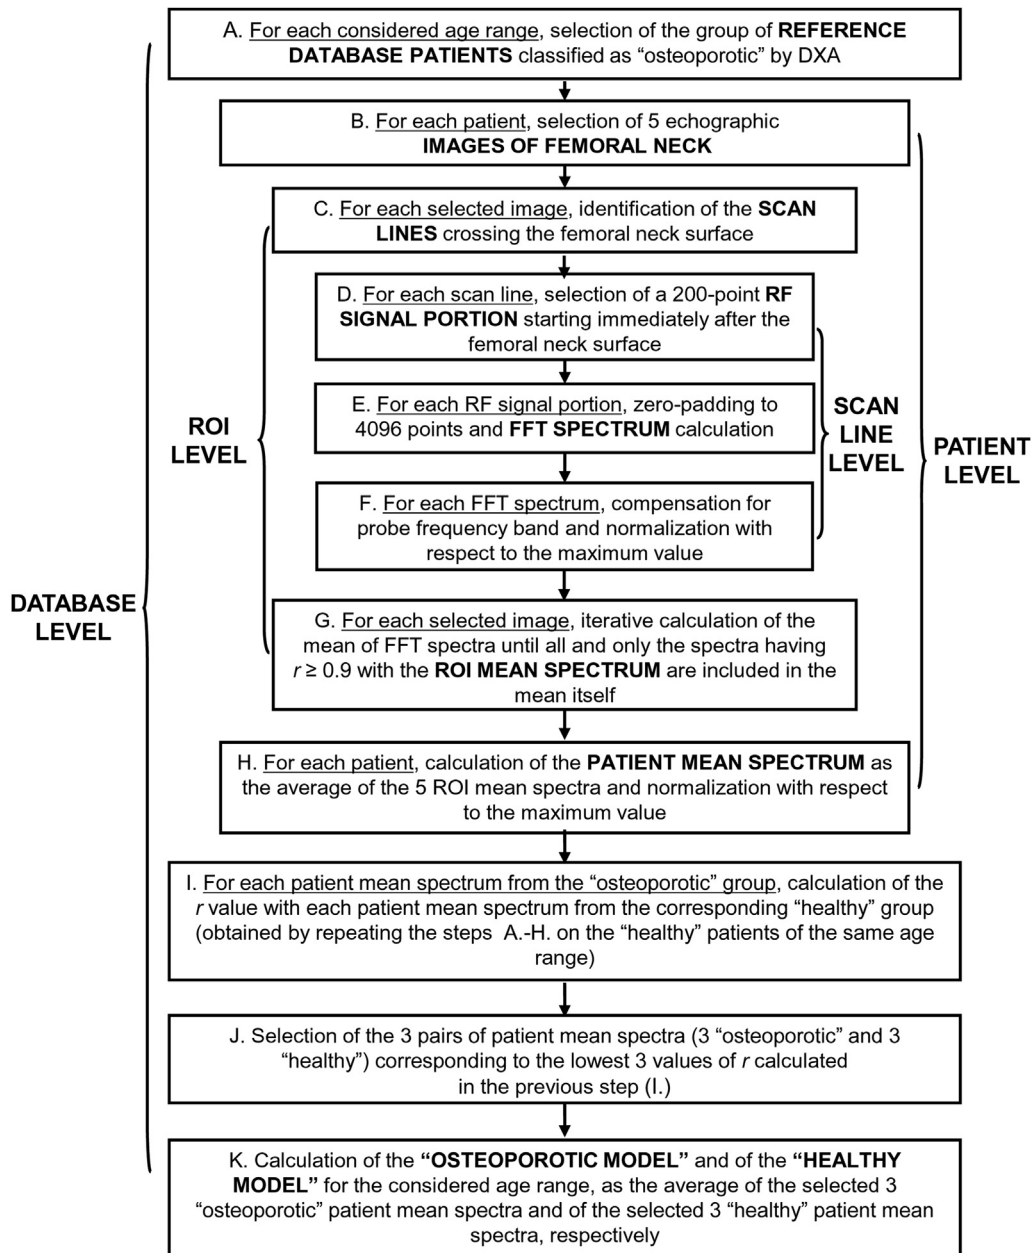 A. For each considered age range, selection of the group of REFERENCE
DATABASE PATIENTS classified as “osteoporotic” by DXA
B. For each patient, selection of 5 echographic
IMAGES OF FEMORAL NECK
C. For each selected image, identification of the SCAN
LINES crossing the femoral neck surface
D. For each scan line, selection of a 200-point RF
SIGNAL PORTION starting immediately after the
femoral neck surface
E. For each RF signal portion, zero-padding to
4096 points and FFT SPECTRUM calculation
F. For each FFT spectrum, compensation for
probe frequency band and normalization with
respect to the maximum value
G. For each selected image, iterative calculation of the
mean of FFT spectra until all and only the spectra having
r ≥ 0.9 with the ROI MEAN SPECTRUM are included in the
mean itself
H. For each patient, calculation of the PATIENT MEAN SPECTRUM as
the average of the 5 ROI mean spectra and normalization with respect
to the maximum value
I. For each patient mean spectrum from the “osteoporotic” group, calculation of the
r value with each patient mean spectrum from the corresponding “healthy” group
(obtained by repeating the steps A.-H. on the “healthy” patients of the same age
range)
J. Selection of the 3 pairs of patient mean spectra (3 “osteoporotic” and 3
“healthy”) corresponding to the lowest 3 values of r calculated
in the previous step (I.)
K. Calculation of the “OSTEOPOROTIC MODEL” and of the “HEALTHY
MODEL” for the considered age range, as the average of the selected 3
“osteoporotic” patient mean spectra and of the selected 3 “healthy” patient mean
spectra, respectively
DATABASE
LEVEL
ROI
LEVEL
SCAN
LINE
LEVEL
PATIENT
LEVEL